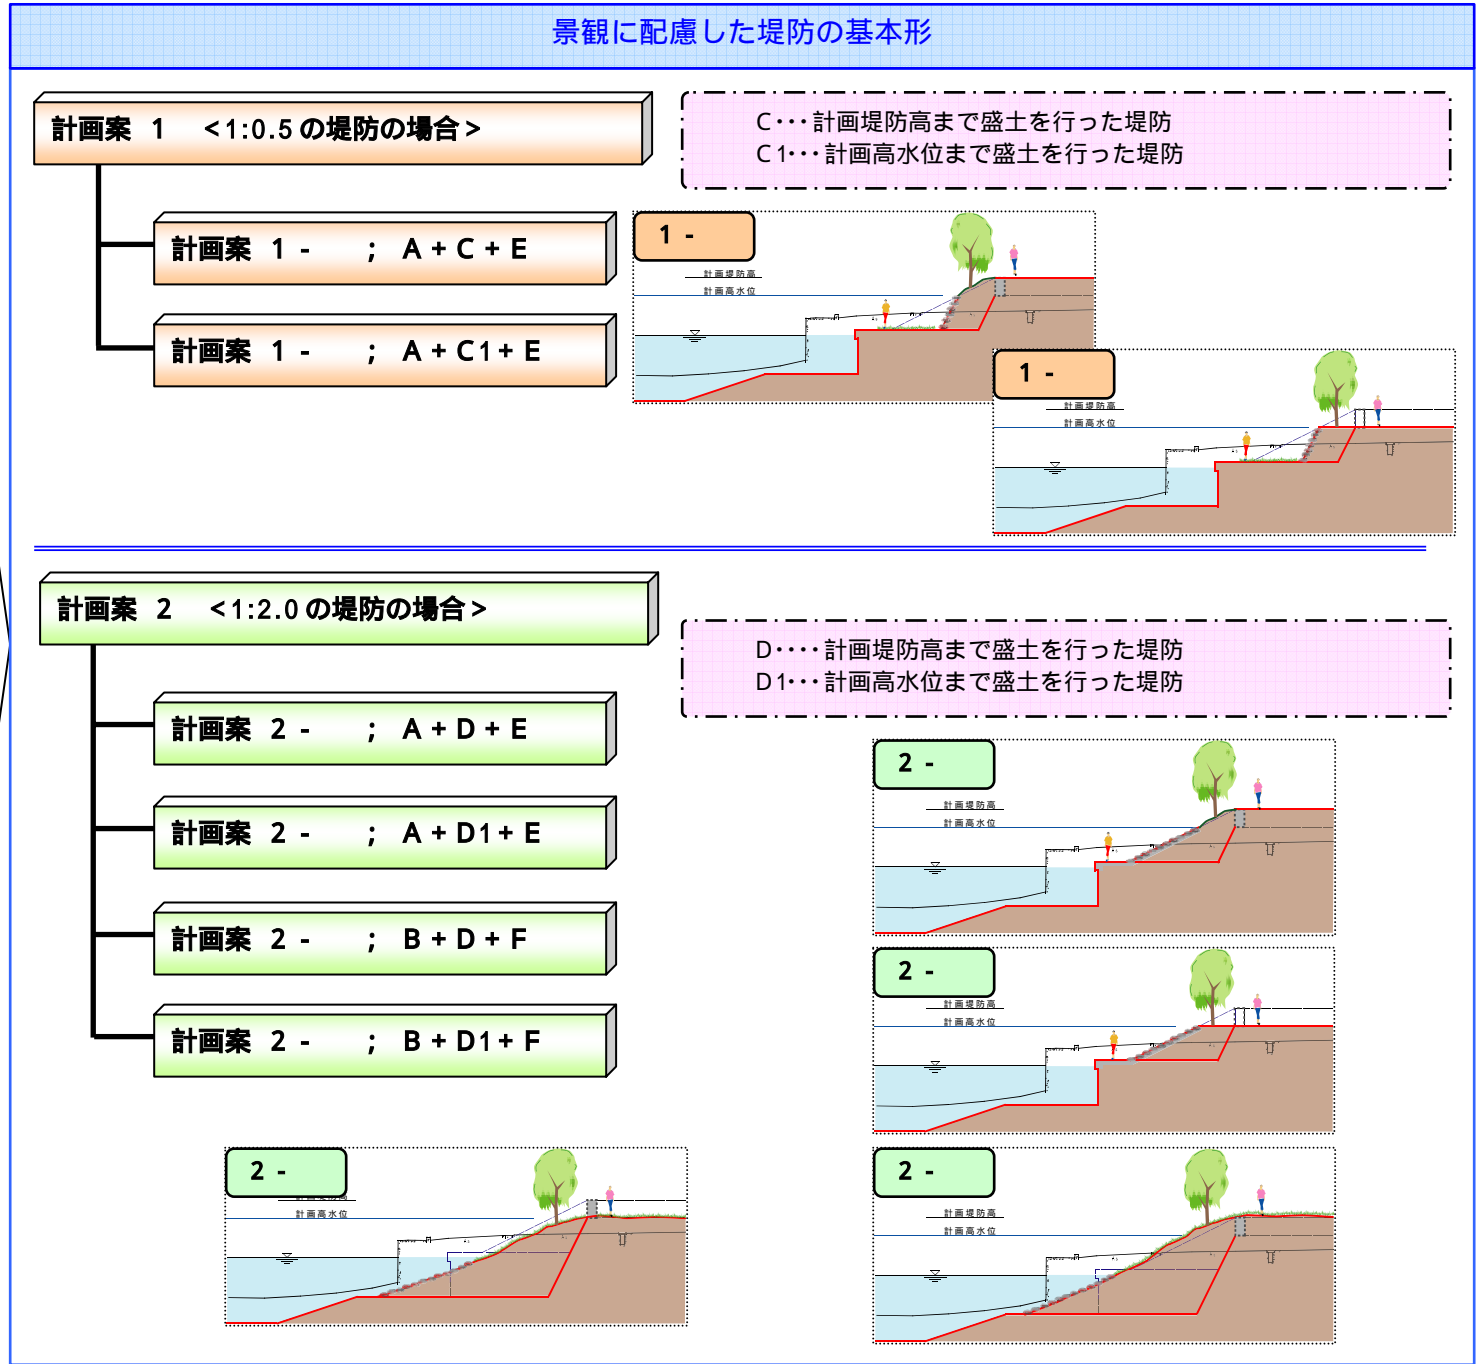 景観に配慮した堤防の基本形
計画案 1 <1:0.5の堤防の場合>
C・・・計画堤防高まで盛土を行った堤防
C1・・・計画高水位まで盛土を行った堤防
計画案 1 - ; A+C+E
計画案 1 - ; A+C1+E
1 -
計画堤防高
計画高水位
1 -
計画堤防高
計画高水位
計画案 2 <1:2.0の堤防の場合>
D・・・・計画堤防高まで盛土を行った堤防
D1・・・計画高水位まで盛土を行った堤防
計画案 2 - ; A+D+E
計画案 2 - ; A+D1+E
計画案 2 - ; B+D+F
計画案 2 - ; B+D1+F
2 -
計画堤防高
計画高水位
2 -
計画堤防高
計画高水位
2 -
計画堤防高
計画高水位
2 -
計画堤防高
計画高水位